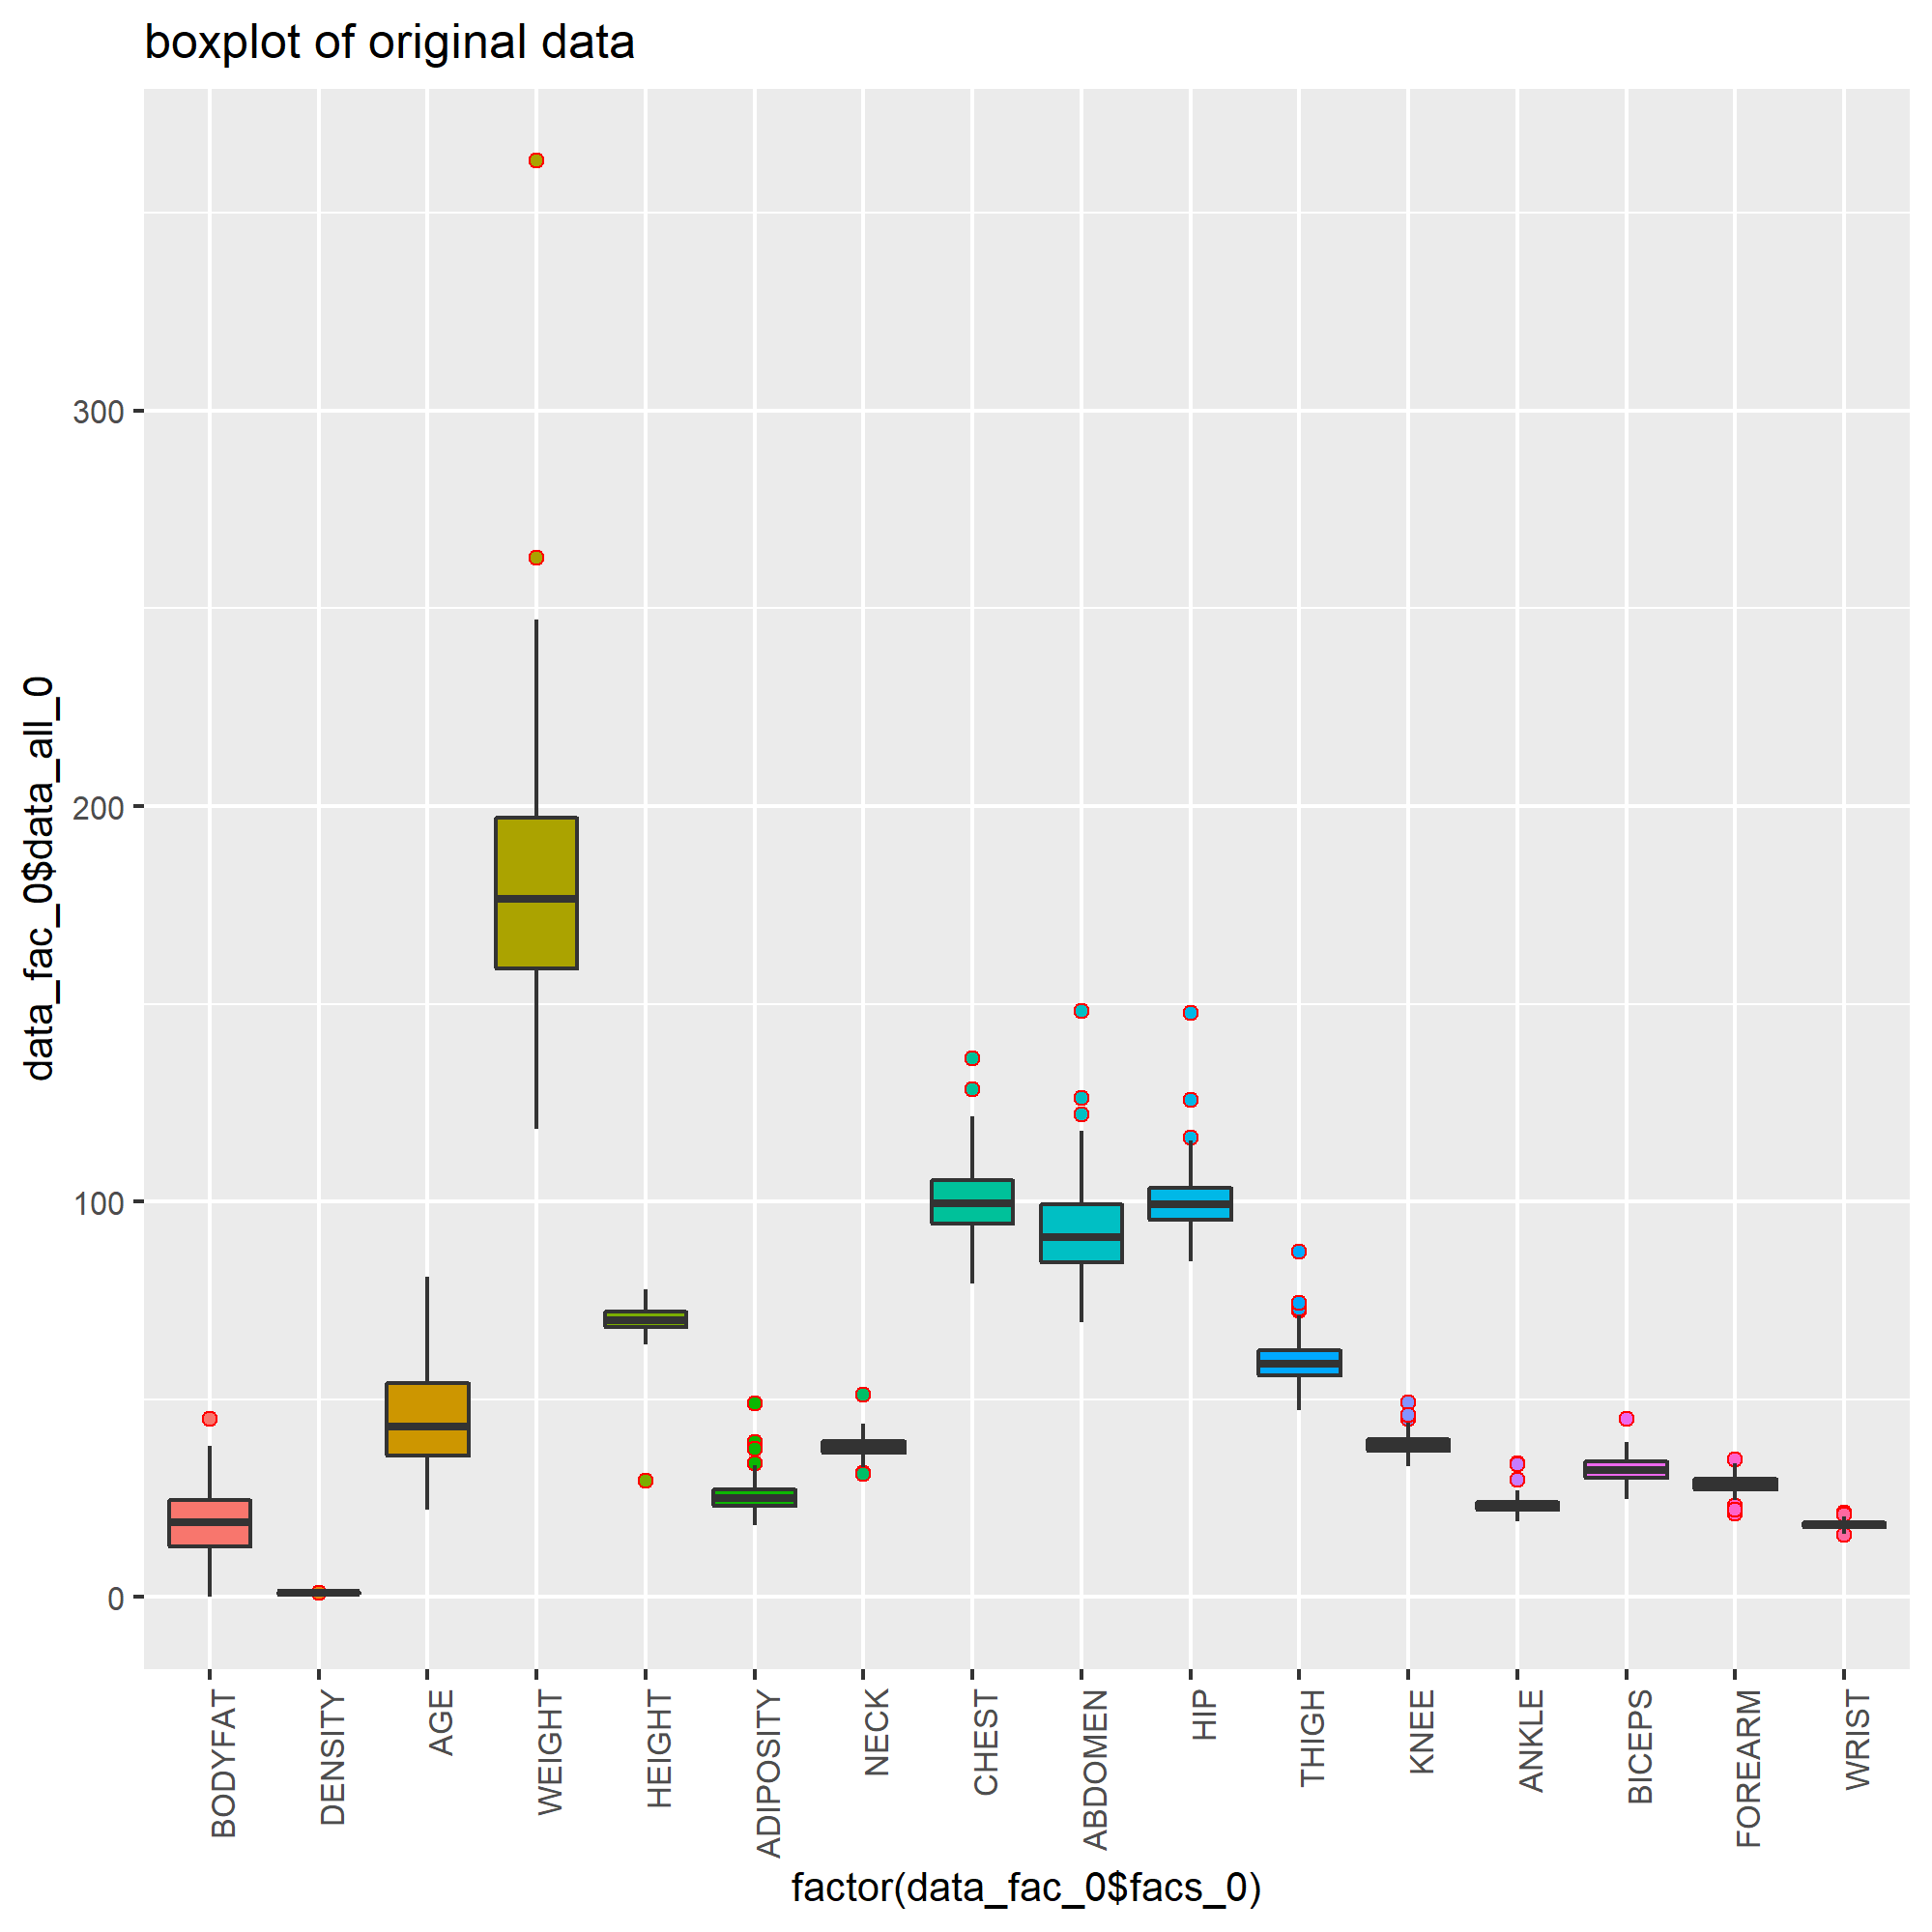 boxplot of original data
data_fac_0$data_all_0
300
200
100
0
BODYFAT
DENSITY
AGE
WEIGHT
HEIGHT
ADIPOSITY
NECK
CHEST
ABDOMEN
HIP
THIGH
KNEE
ANKLE
BICEPS
FOREARM
WRIST
factor(data_fac_0$facs_0)